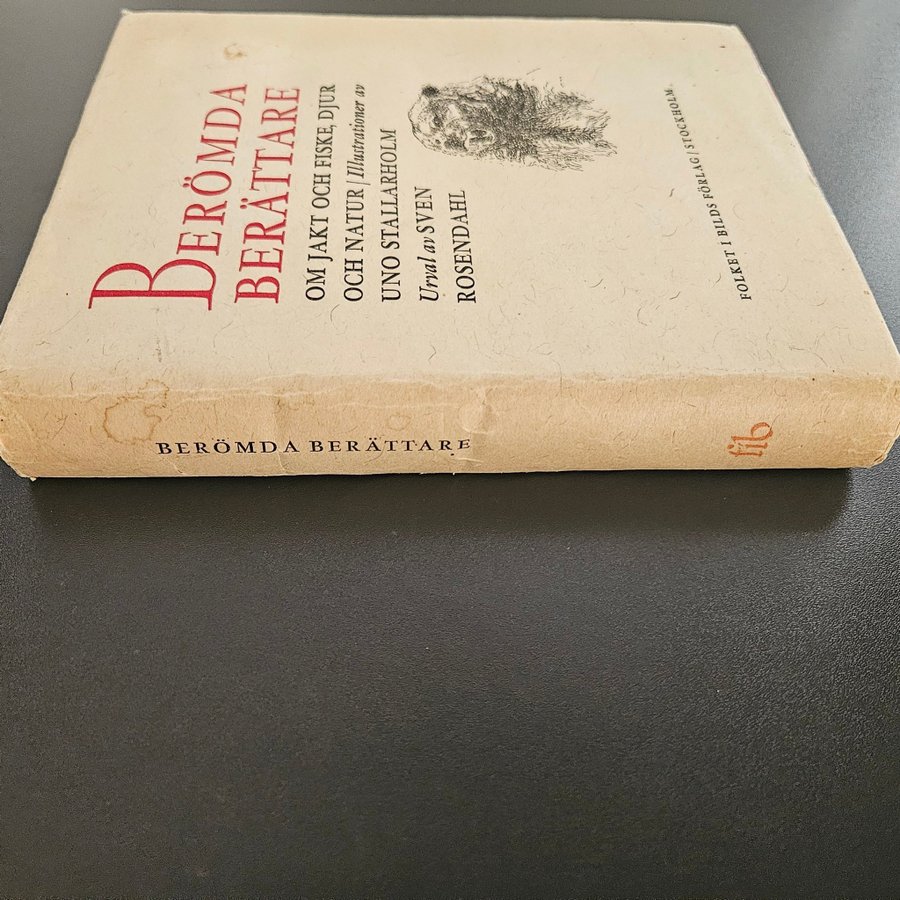 BERÖMDA
BERÄTTARE
OM JAKT OCH FISKE, DJUR
OCH NATUR / Illustrationer av
UNO STALLARHOLM
Urval av SVEN
ROSENDAHL
FOLKET I BILDS FÖRLAG / STOCKHOLM
BERÖMDA BERÄTTARE
fib